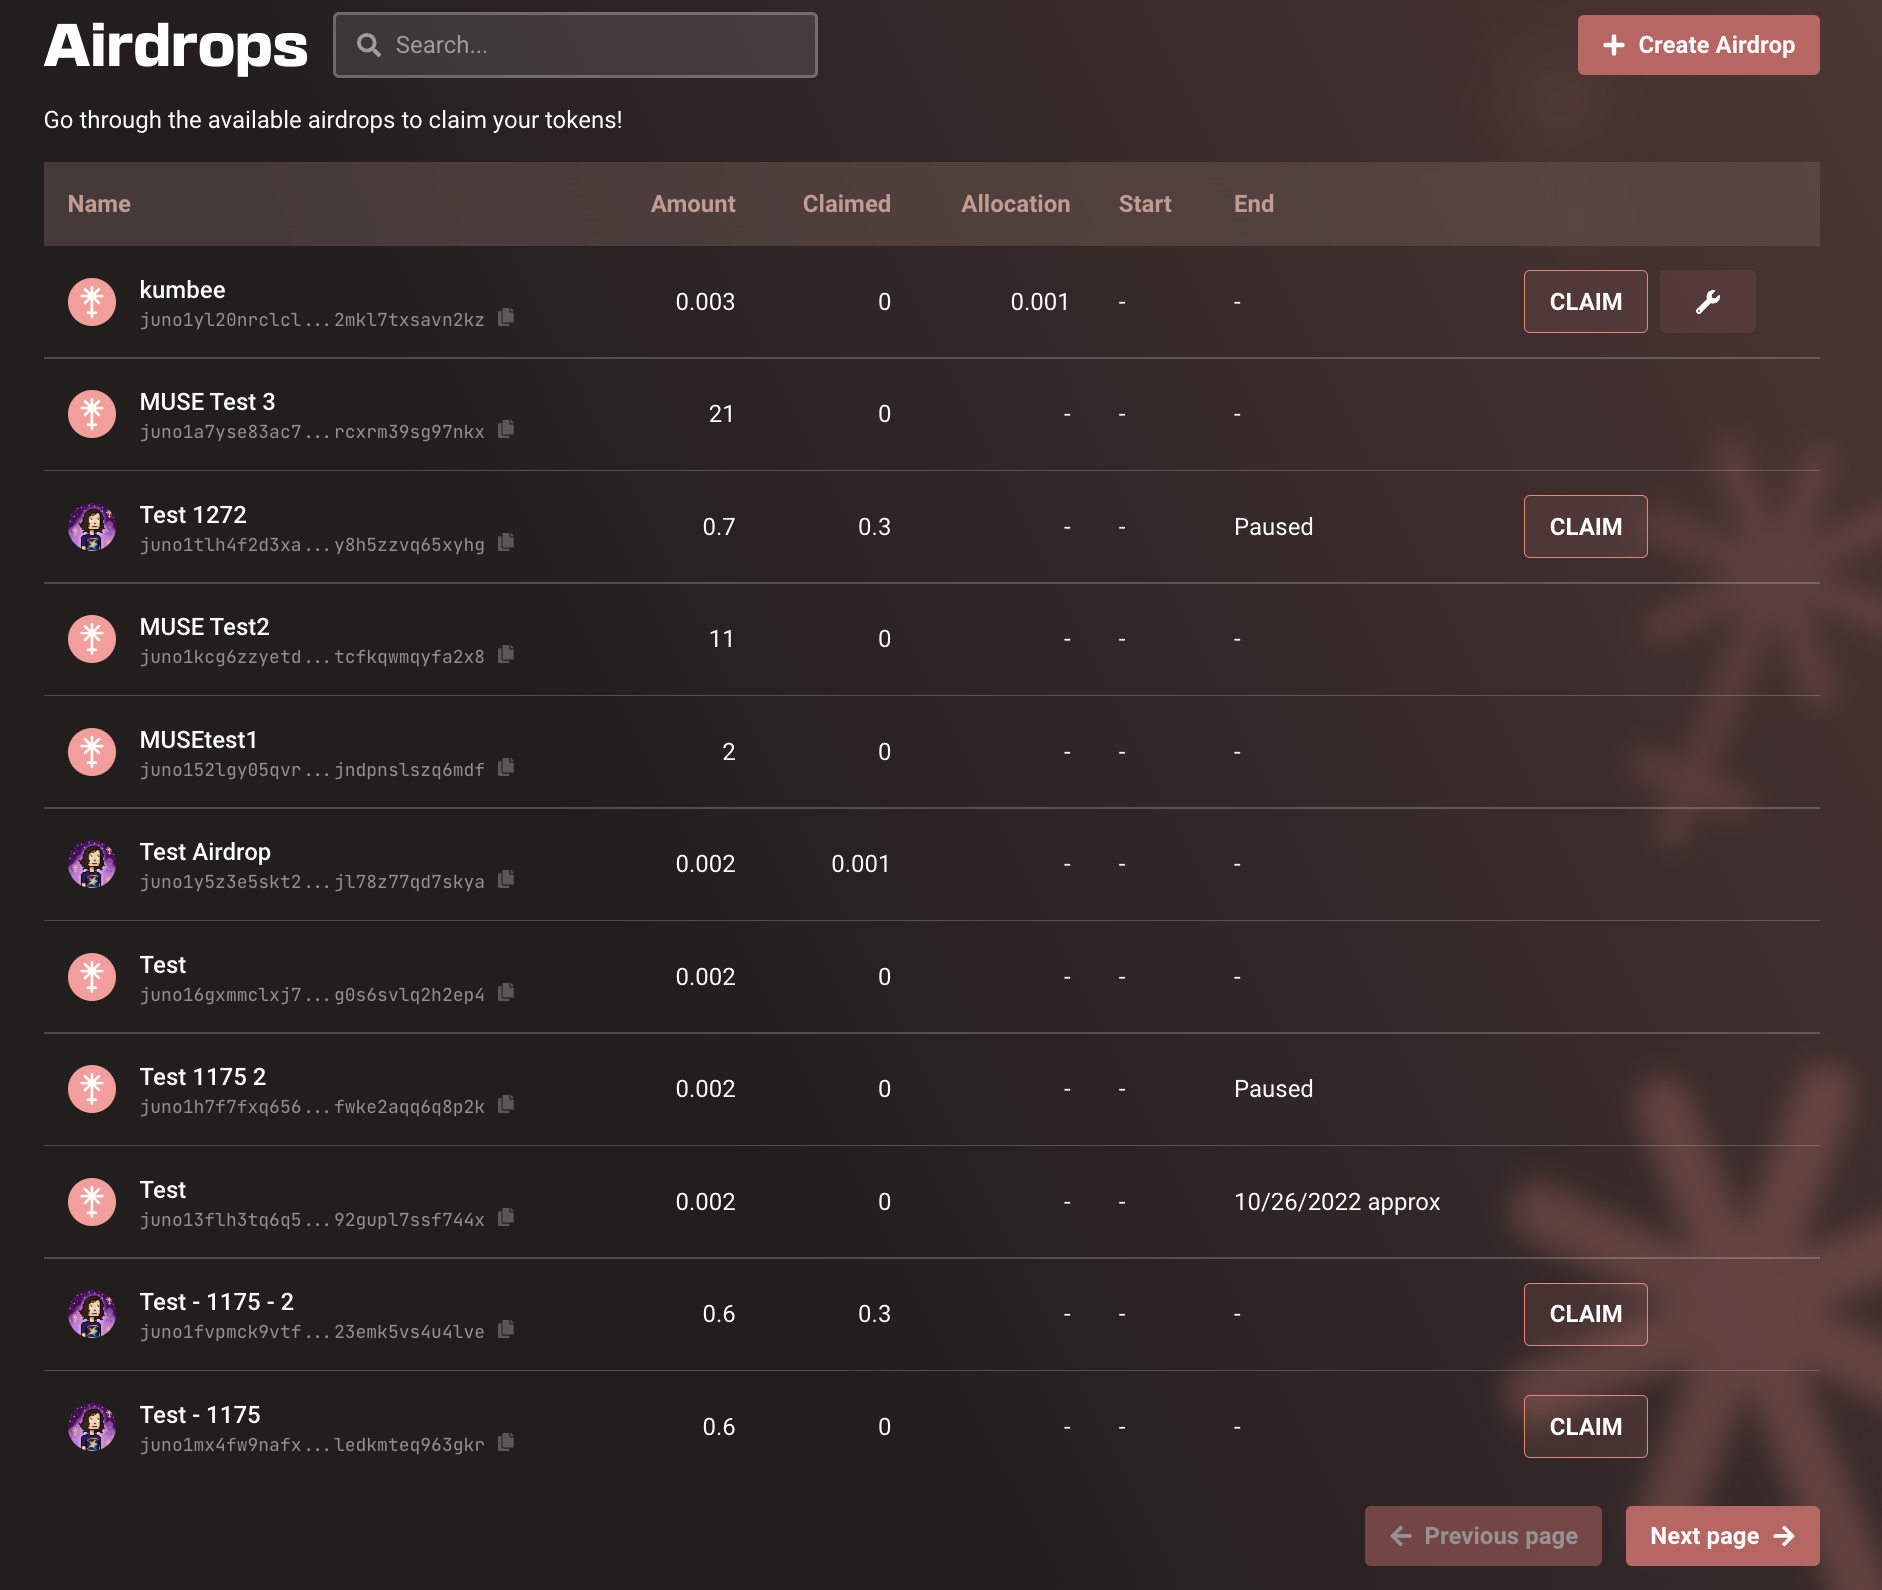 Airdrops
Search...
Create Airdrop
Go through the available airdrops to claim your tokens!
Name Amount Claimed Allocation Start End
kumbee
juno1yl20nrclcl...2mkl7txsavn2kz
0.003 0 0.001 - - CLAIM
MUSE Test 3
juno1a7yse83ac7...rcxrm39sg97nkx
21 0 - - -
Test 1272
juno1tlh4f2d3xa...y8h5zzvq65xyhg
0.7 0.3 - - Paused CLAIM
MUSE Test2
juno1kcg6zzyetd...tcfkqwmqyfa2x8
11 0 - - -
MUSEtest1
juno152lgy05qvr...jndpnslszq6mdf
2 0 - - -
Test Airdrop
juno1y5z3e5skt2...jl78z77qd7skya
0.002 0.001 - - -
Test
juno16gxmmclxj7...g0s6svlq2h2ep4
0.002 0 - - -
Test 1175 2
juno1h7f7fxq656...fwke2aqq6q8p2k
0.002 0 - - Paused
Test
juno13flh3tq6q5...92gupl7ssf744x
0.002 0 - - 10/26/2022 approx
Test - 1175 - 2
juno1fvpmck9vtf...23emk5vs4u4lve
0.6 0.3 - - - CLAIM
Test - 1175
juno1mx4fw9nafx...ledkmteq963gkr
0.6 0 - - - CLAIM
Previous page
Next page